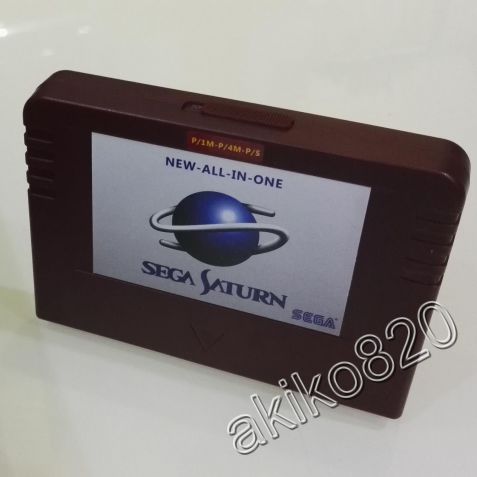 P/1M-P/4M-P/S
NEW-ALL-IN-ONE
SEGA SATURN
SEGA
akiko820